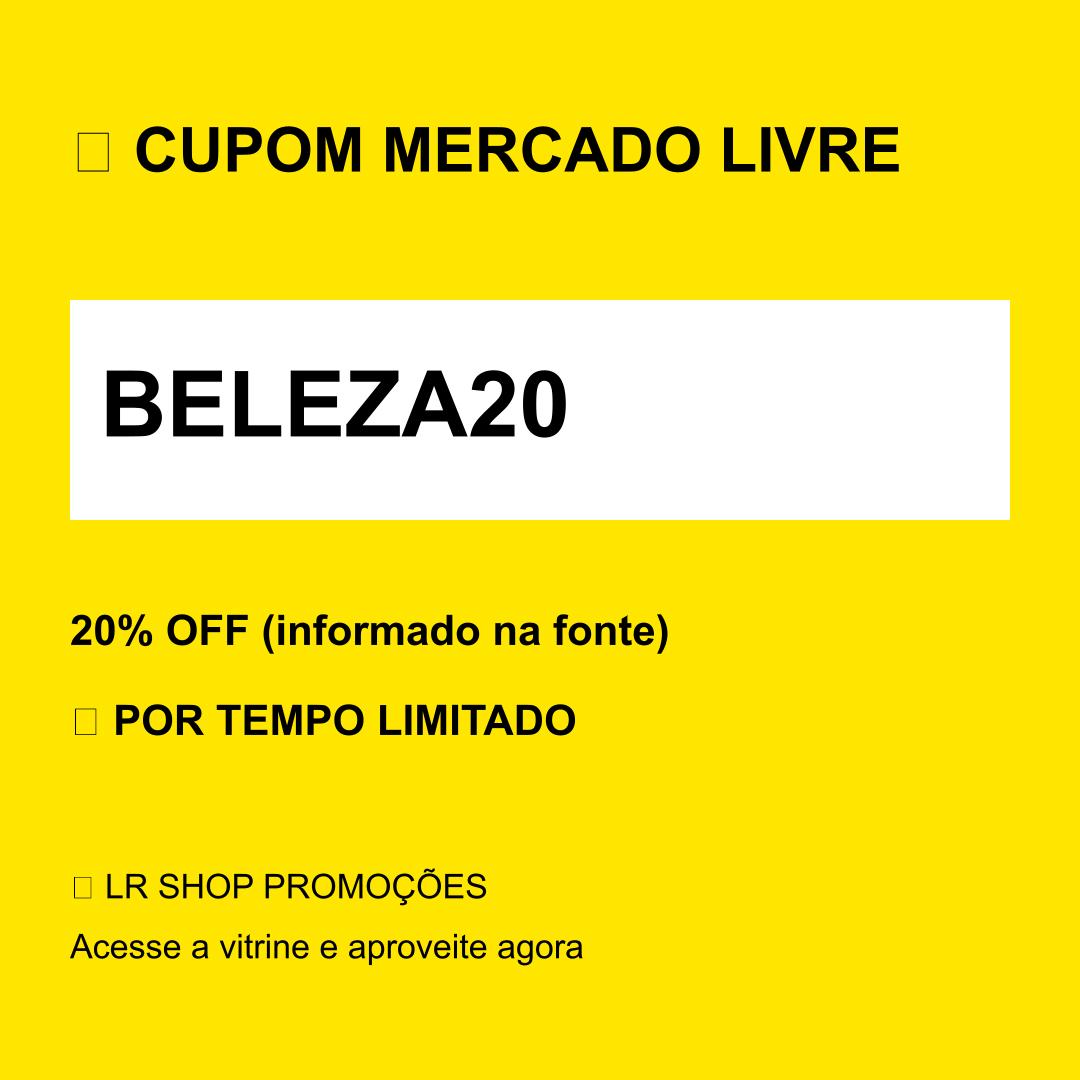 □ CUPOM MERCADO LIVRE
BELEZA20
20% OFF (informado na fonte)
□ POR TEMPO LIMITADO
□ LR SHOP PROMOÇÕES
Acesse a vitrine e aproveite agora